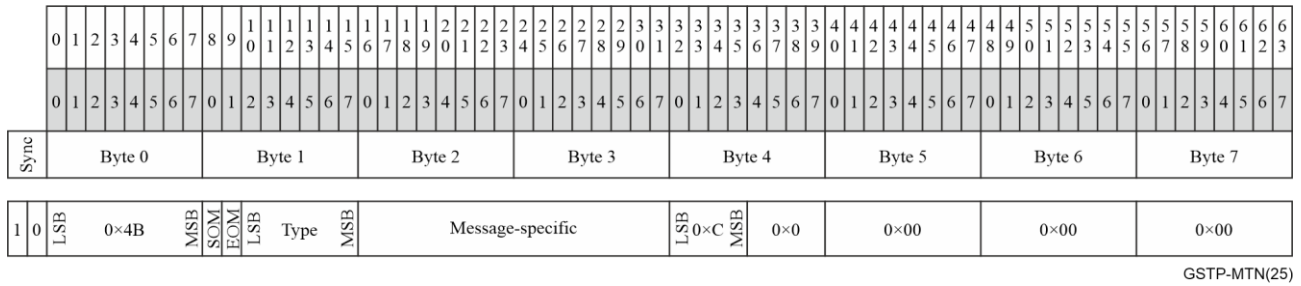 0 1 2 3 4 5 6 7 8 9 10 11 12 13 14 15 16 17 18 19 20 21 22 23 24 25 26 27 28 29 30 31 32 33 34 35 36 37 38 39 40 41 42 43 44 45 46 47 48 49 50 51 52 53 54 55 56 57 58 59 60 61 62 63
0 1 2 3 4 5 6 7 0 1 2 3 4 5 6 7 0 1 2 3 4 5 6 7 0 1 2 3 4 5 6 7 0 1 2 3 4 5 6 7 0 1 2 3 4 5 6 7 0 1 2 3 4 5 6 7 0 1 2 3 4 5 6 7
Sync Byte 0 Byte 1 Byte 2 Byte 3 Byte 4 Byte 5 Byte 6 Byte 7
1 0 LSB 0×4B MSB SOM EOM LSB Type MSB Message-specific LSB 0×C MSB 0×0 0×00 0×00 0×00
GSTP-MTN(25)